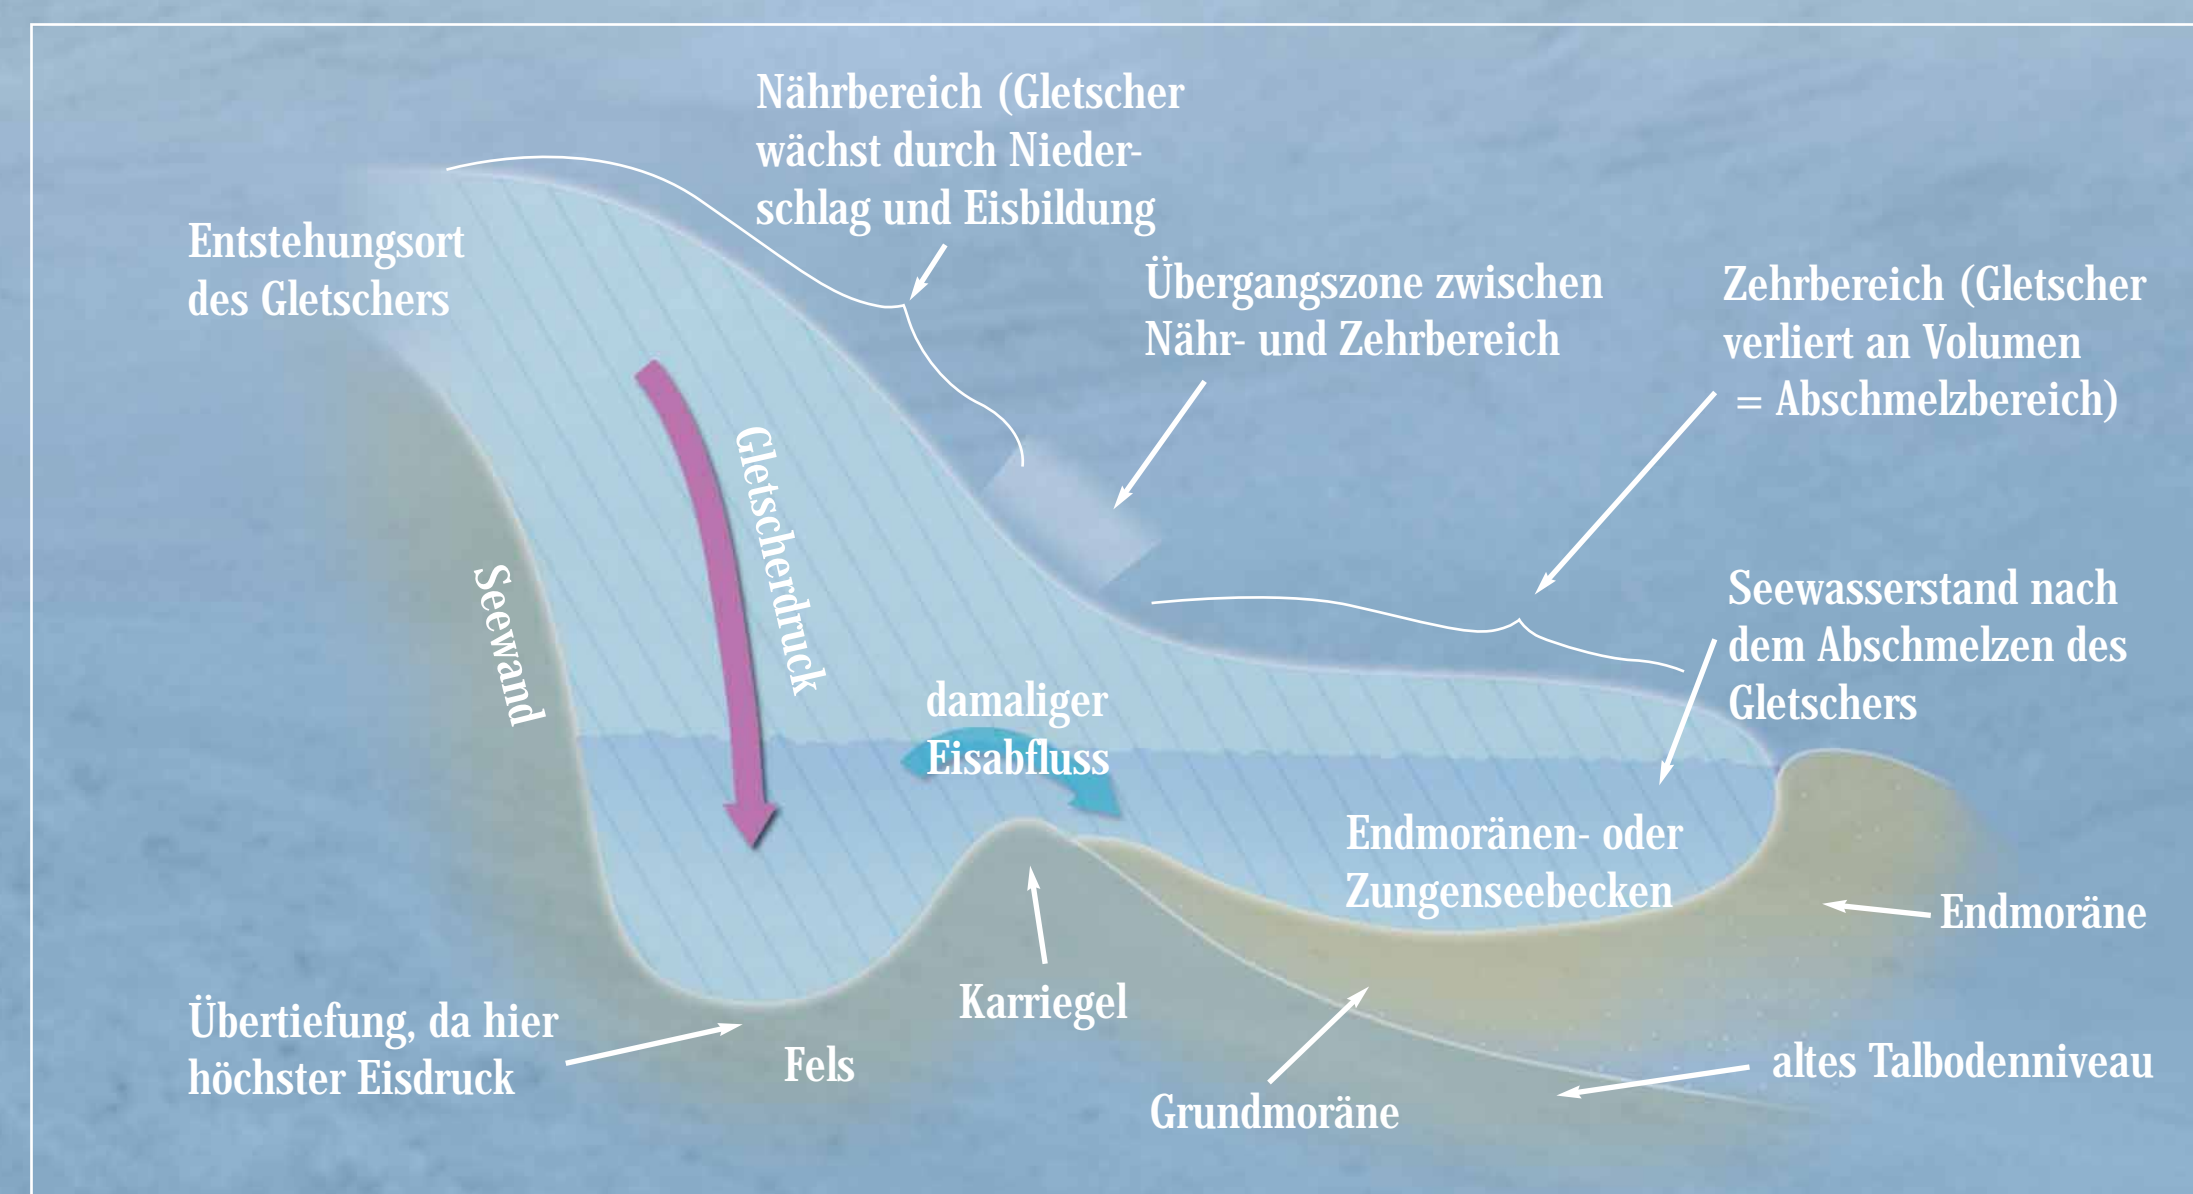 Nährbereich (Gletscher
wächst durch Nieder-
schlag und Eisbildung
Entstehungsort
des Gletschers
Übergangszone zwischen
Nähr- und Zehrbereich
Zehrbereich (Gletscher
verliert an Volumen
= Abschmelzbereich)
Gletscherdruck
Seewand
Seewasserstand nach
dem Abschmelzen des
Gletschers
damaliger
Eisabfluss
Endmoränen- oder
Zungenseebecken
Endmoräne
Karriegel
Übertiefung, da hier
höchster Eisdruck
Fels
altes Talbodenniveau
Grundmoräne